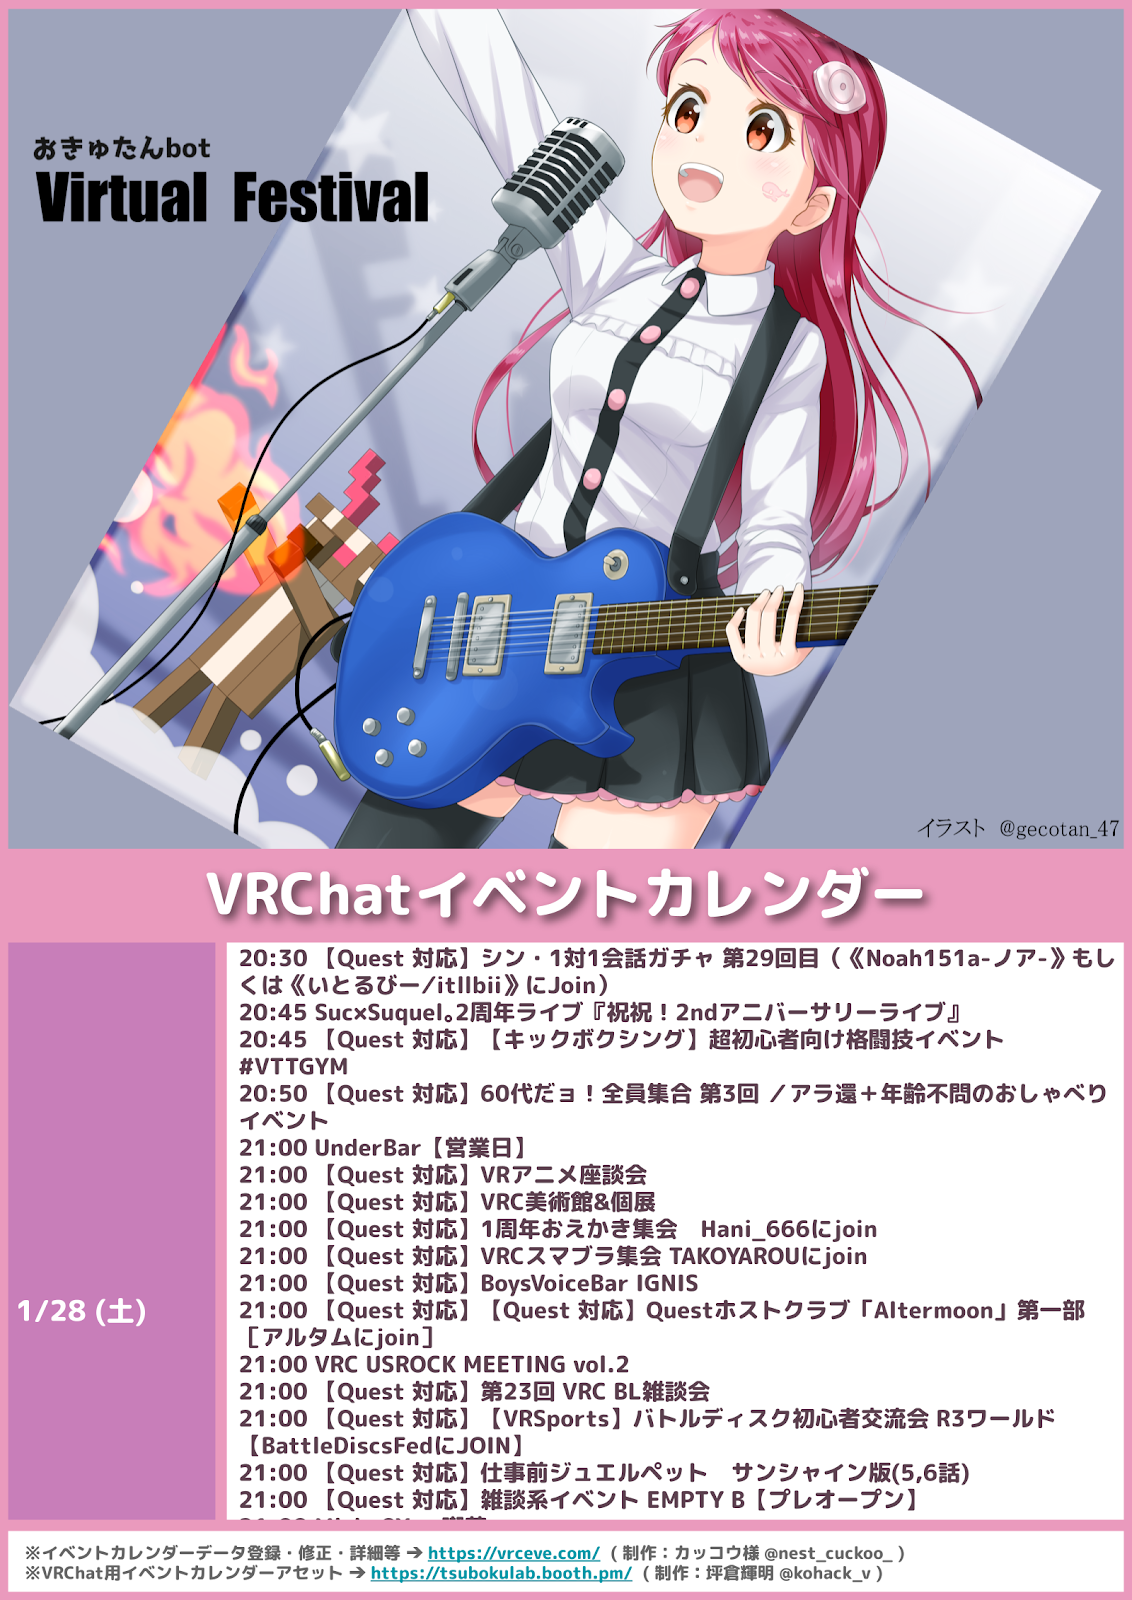 おきゅたんbot
Virtual Festival
イラスト @gecotan_47
VRChatイベントカレンダー
1/28 (土)
20:30 【Quest 対応】シン・1対1会話ガチャ 第29回目（《Noah151a-ノア-》もし
くは《いとるびー/itllbii》にJoin）
20:45 Suc×Suquel。2周年ライブ『祝祝！2ndアニバーサリーライブ』
20:45 【Quest 対応】【キックボクシング】超初心者向け格闘技イベント
#VTTGYM
20:50 【Quest 対応】60代だョ！全員集合 第3回 ／アラ還＋年齢不問のおしゃべり
イベント
21:00 UnderBar【営業日】
21:00 【Quest 対応】VRアニメ座談会
21:00 【Quest 対応】VRC美術館&個展
21:00 【Quest 対応】1周年おえかき集会　Hani_666にjoin
21:00 【Quest 対応】VRCスマブラ集会 TAKOYAROUにjoin
21:00 【Quest 対応】BoysVoiceBar IGNIS
21:00 【Quest 対応】【Quest 対応】Questホストクラブ「Altermoon」第一部
［アルタムにjoin］
21:00 VRC USROCK MEETING vol.2
21:00 【Quest 対応】第23回 VRC BL雑談会
21:00 【Quest 対応】【VRSports】バトルディスク初心者交流会 R3ワールド
【BattleDiscsFedにJOIN】
21:00 【Quest 対応】仕事前ジュエルペット　サンシャイン版(5,6話)
21:00 【Quest 対応】雑談系イベント EMPTY B【プレオープン】
※イベントカレンダーデータ登録・修正・詳細等 ➔ https://vrceve.com/ ( 制作：カッコウ様 @nest_cuckoo_ )
※VRChat用イベントカレンダーアセット ➔ https://tsubokulab.booth.pm/ ( 制作：坪倉輝明 @kohack_v )